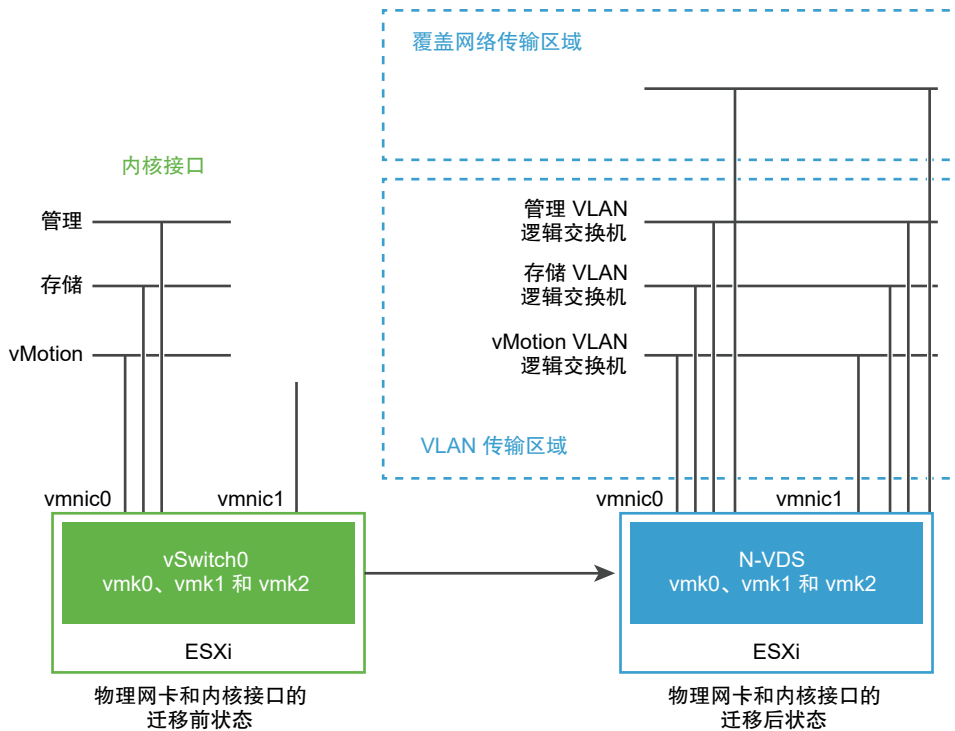 覆盖网络传输区域
内核接口
管理
存储
vMotion
管理 VLAN
逻辑交换机
存储 VLAN
逻辑交换机
vMotion VLAN
逻辑交换机
VLAN 传输区域
vmnic0
vmnic1
vmnic0
vmnic1
vSwitch0
vmk0、vmk1 和 vmk2
ESXi
N-VDS
vmk0、vmk1 和 vmk2
ESXi
物理网卡和内核接口的
迁移前状态
物理网卡和内核接口的
迁移后状态